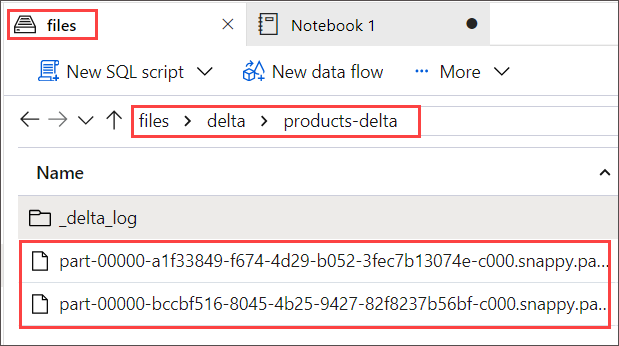 files
Notebook 1
New SQL script
New data flow
More
files > delta > products-delta
Name
_delta_log
part-00000-a1f33849-f674-4d29-b052-3fec7b13074e-c000.snappy.pa...
part-00000-bccbf516-8045-4b25-9427-82f8237b56bf-c000.snappy.pa...